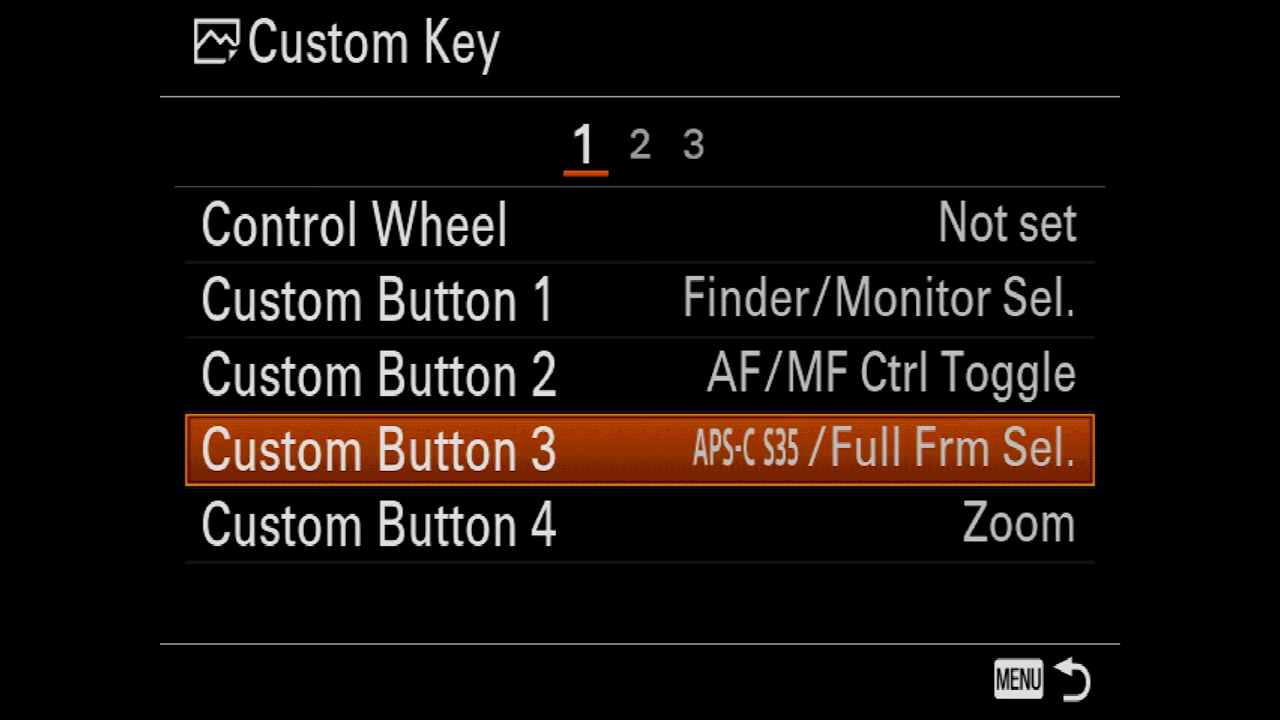 Custom Key
1 2 3
Control Wheel Not set
Custom Button 1 Finder/Monitor Sel.
Custom Button 2 AF/MF Ctrl Toggle
Custom Button 3 APS-C S35 /Full Frm Sel.
Custom Button 4 Zoom
MENU